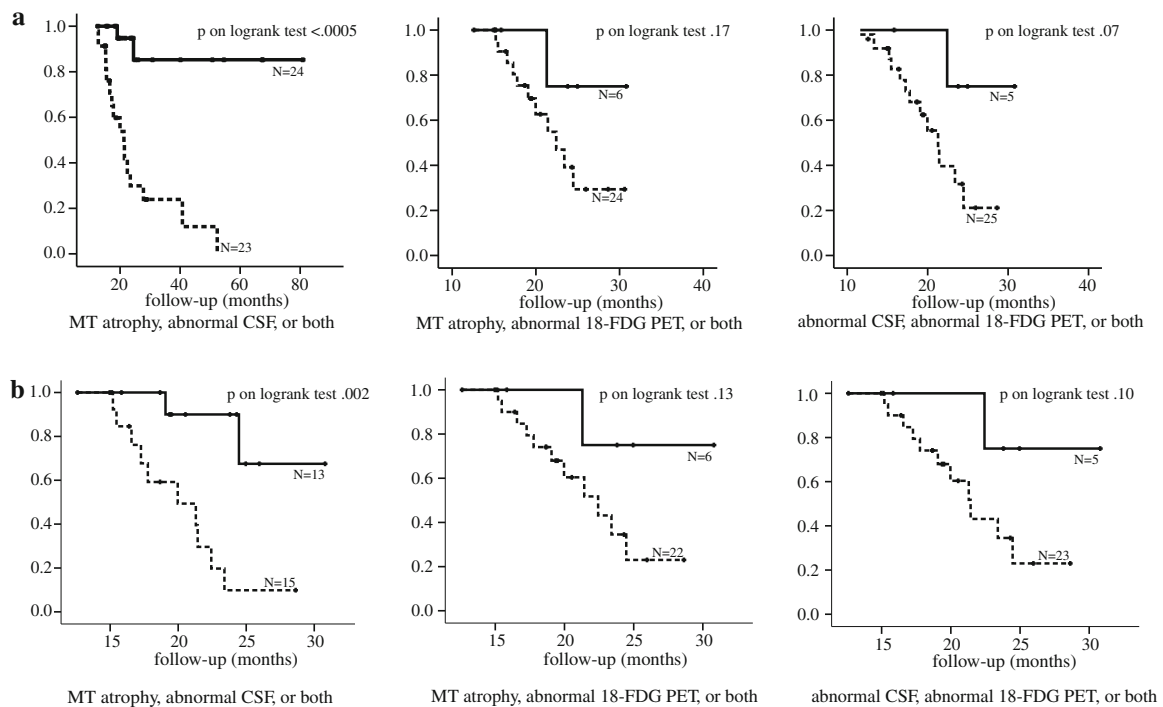 a
p on logrank test <.0005
1.0
0.8
0.6
0.4
0.2
0.0
N=24
N=23
20 40 60 80
follow-up (months)
MT atrophy, abnormal CSF, or both
p on logrank test .17
1.0
0.8
0.6
0.4
0.2
0.0
N=6
N=24
10 20 30 40
follow-up (months)
MT atrophy, abnormal 18-FDG PET, or both
p on logrank test .07
1.0
0.8
0.6
0.4
0.2
0.0
N=5
N=25
10 20 30 40
follow-up (months)
abnormal CSF, abnormal 18-FDG PET, or both
b
p on logrank test .002
1.0
0.8
0.6
0.4
0.2
0.0
N=13
N=15
15 20 25 30
follow-up (months)
MT atrophy, abnormal CSF, or both
p on logrank test .13
1.0
0.8
0.6
0.4
0.2
0.0
N=6
N=22
15 20 25 30
follow-up (months)
MT atrophy, abnormal 18-FDG PET, or both
p on logrank test .10
1.0
0.8
0.6
0.4
0.2
0.0
N=5
N=23
15 20 25 30
follow-up (months)
abnormal CSF, abnormal 18-FDG PET, or both